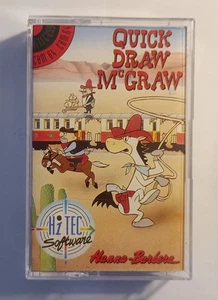 QUICK
DRAW
McGRAW
HI TEC
Software
Hanna-Barbera